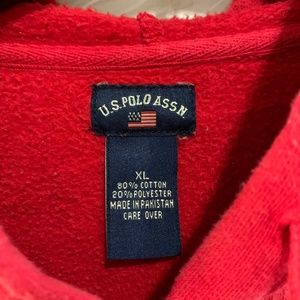 U.S. POLO ASSN.
XL
80% COTTON
20% POLYESTER
MADE IN PAKISTAN
CARE OVER